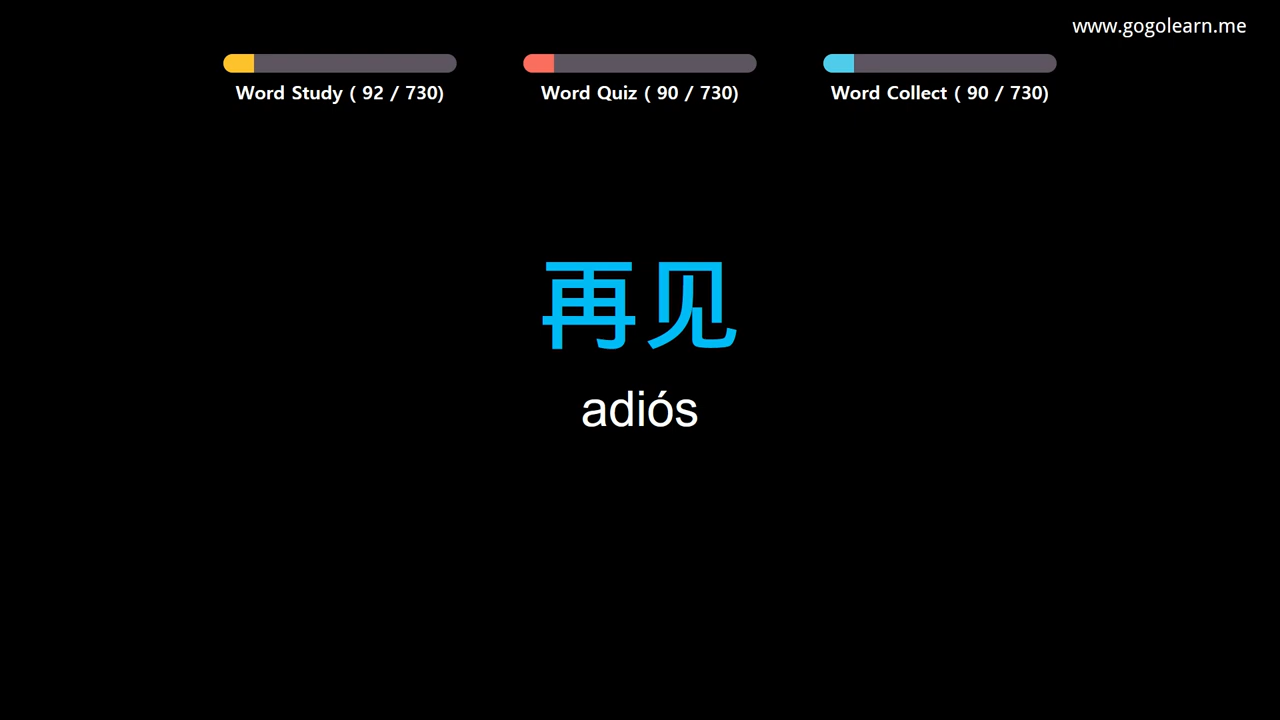 www.gogolearn.me
Word Study ( 92 / 730)
Word Quiz ( 90 / 730)
Word Collect ( 90 / 730)
再见
adiós